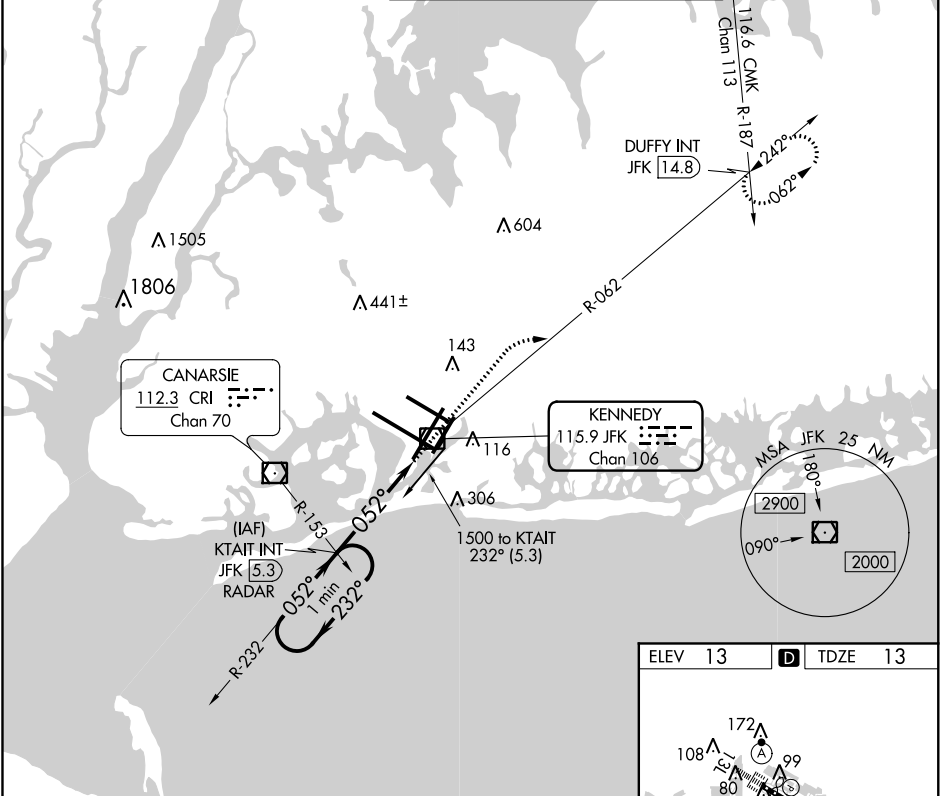 116.6 CMK
Chan 113
R-187
DUFFY INT
JFK 14.8
242°
062°
604
1505
1806
441±
R-062
143
CANARSIE
112.3 CRI
Chan 70
KENNEDY
115.9 JFK
Chan 106
116
MSA JFK 25 NM
180°
2900
090°
2000
306
052°
R-153
(IAF)
KTAIT INT
JFK 5.3
RADAR
1500 to KTAIT
232° (5.3)
052°
1 min
232°
R-232
ELEV 13
D
TDZE 13
172
A
108
13L
99
80
P